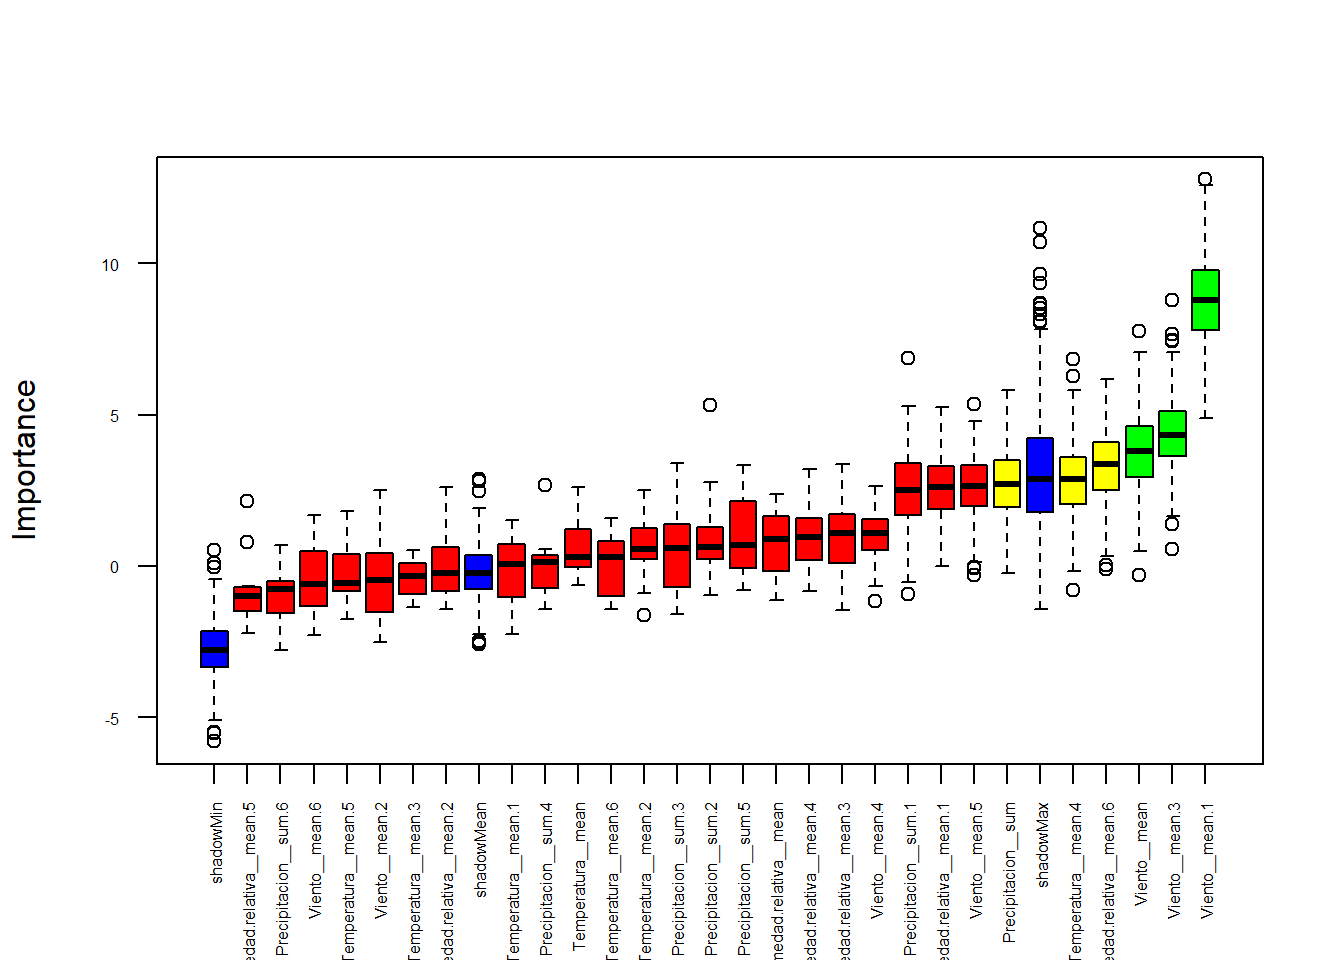 Importance
10
5
0
-5
shadowMin
edad.relativa__mean.5
Precipitacion__sum.6
Viento__mean.6
Temperatura__mean.5
Viento__mean.2
Temperatura__mean.3
edad.relativa__mean.2
shadowMean
Temperatura__mean.1
Precipitacion__sum.4
Temperatura__mean
Temperatura__mean.6
Temperatura__mean.2
Precipitacion__sum.3
Precipitacion__sum.2
Precipitacion__sum.5
medad.relativa__mean
edad.relativa__mean.4
edad.relativa__mean.3
Viento__mean.4
Precipitacion__sum.1
edad.relativa__mean.1
Viento__mean.5
Precipitacion__sum
shadowMax
Temperatura__mean.4
edad.relativa__mean.6
Viento__mean
Viento__mean.3
Viento__mean.1